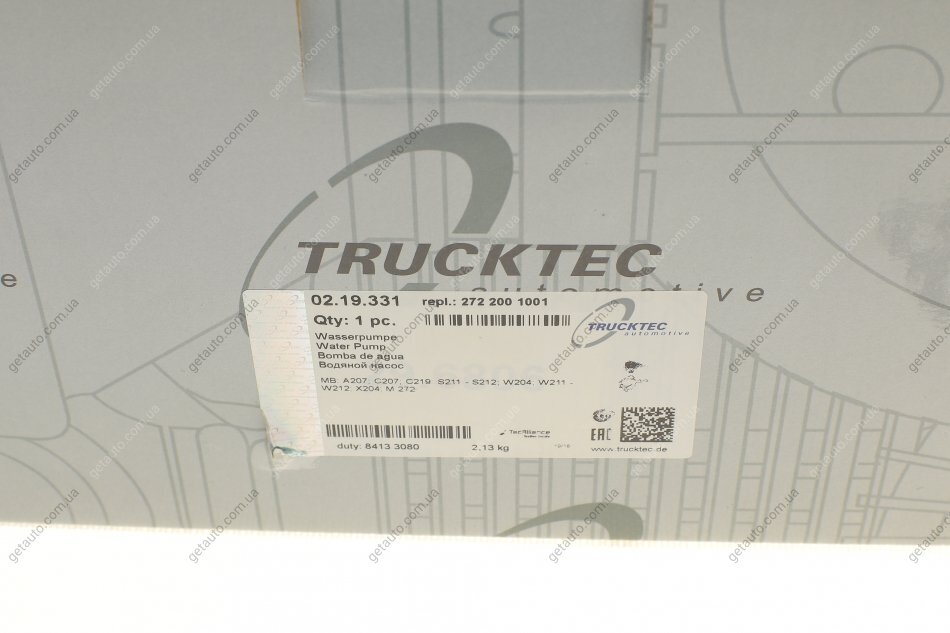 TRUCKTEC
automotive
e
02.19.331 repl.: 272 200 1001
Qty: 1 pc.
TRUCKTEC
automotive
Wasserpumpe
Water Pump
Bomba de agua
Водяной насос
MB: A207; C207; C219 S211 - S212; W204; W211 -
W212 X204 M 272
TecAlliance
EAC
duty: 8413 3080 2.13 kg
www.trucktec.de
getauto.com.ua